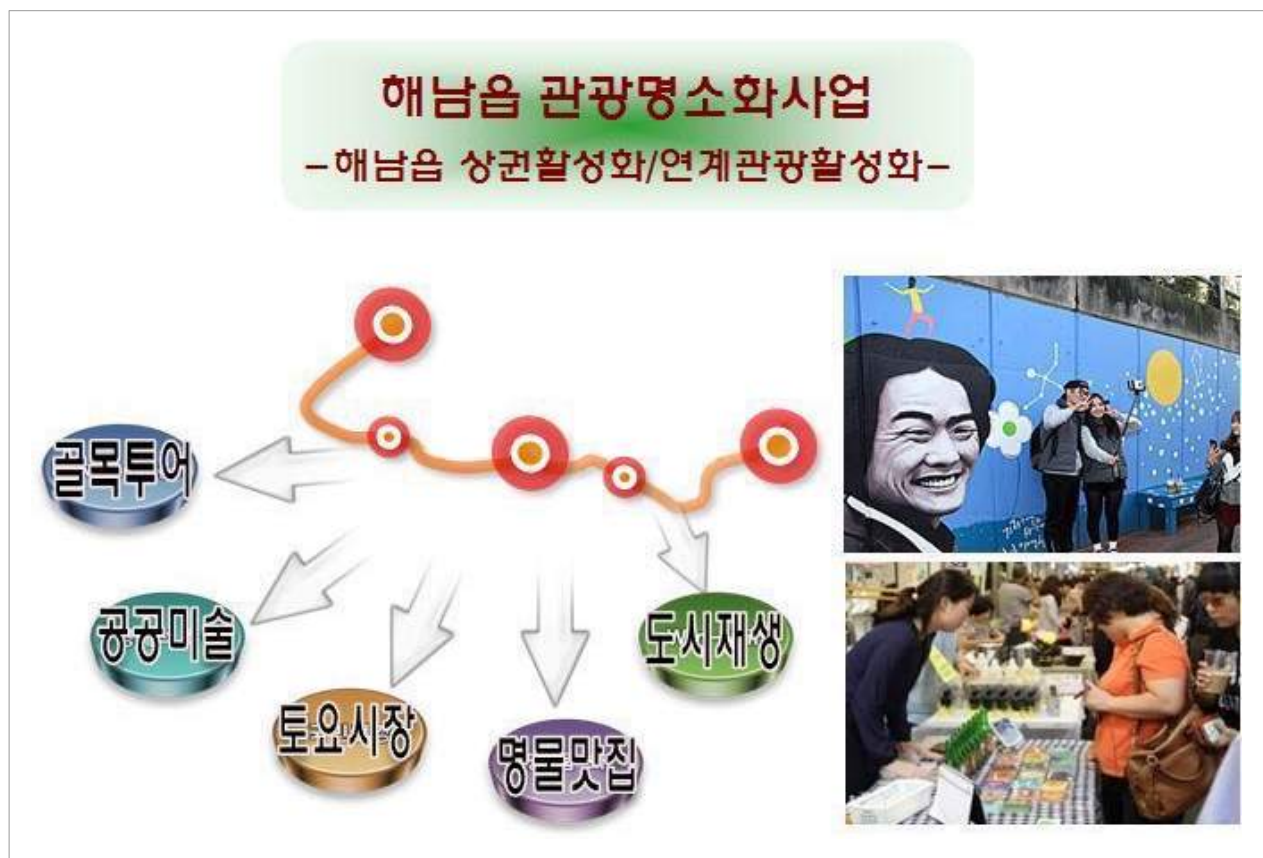 해남읍 관광명소화사업
-해남읍 상권활성화/연계관광활성화-
골목투어
공공미술
토요시장
명물맛집
도시재생